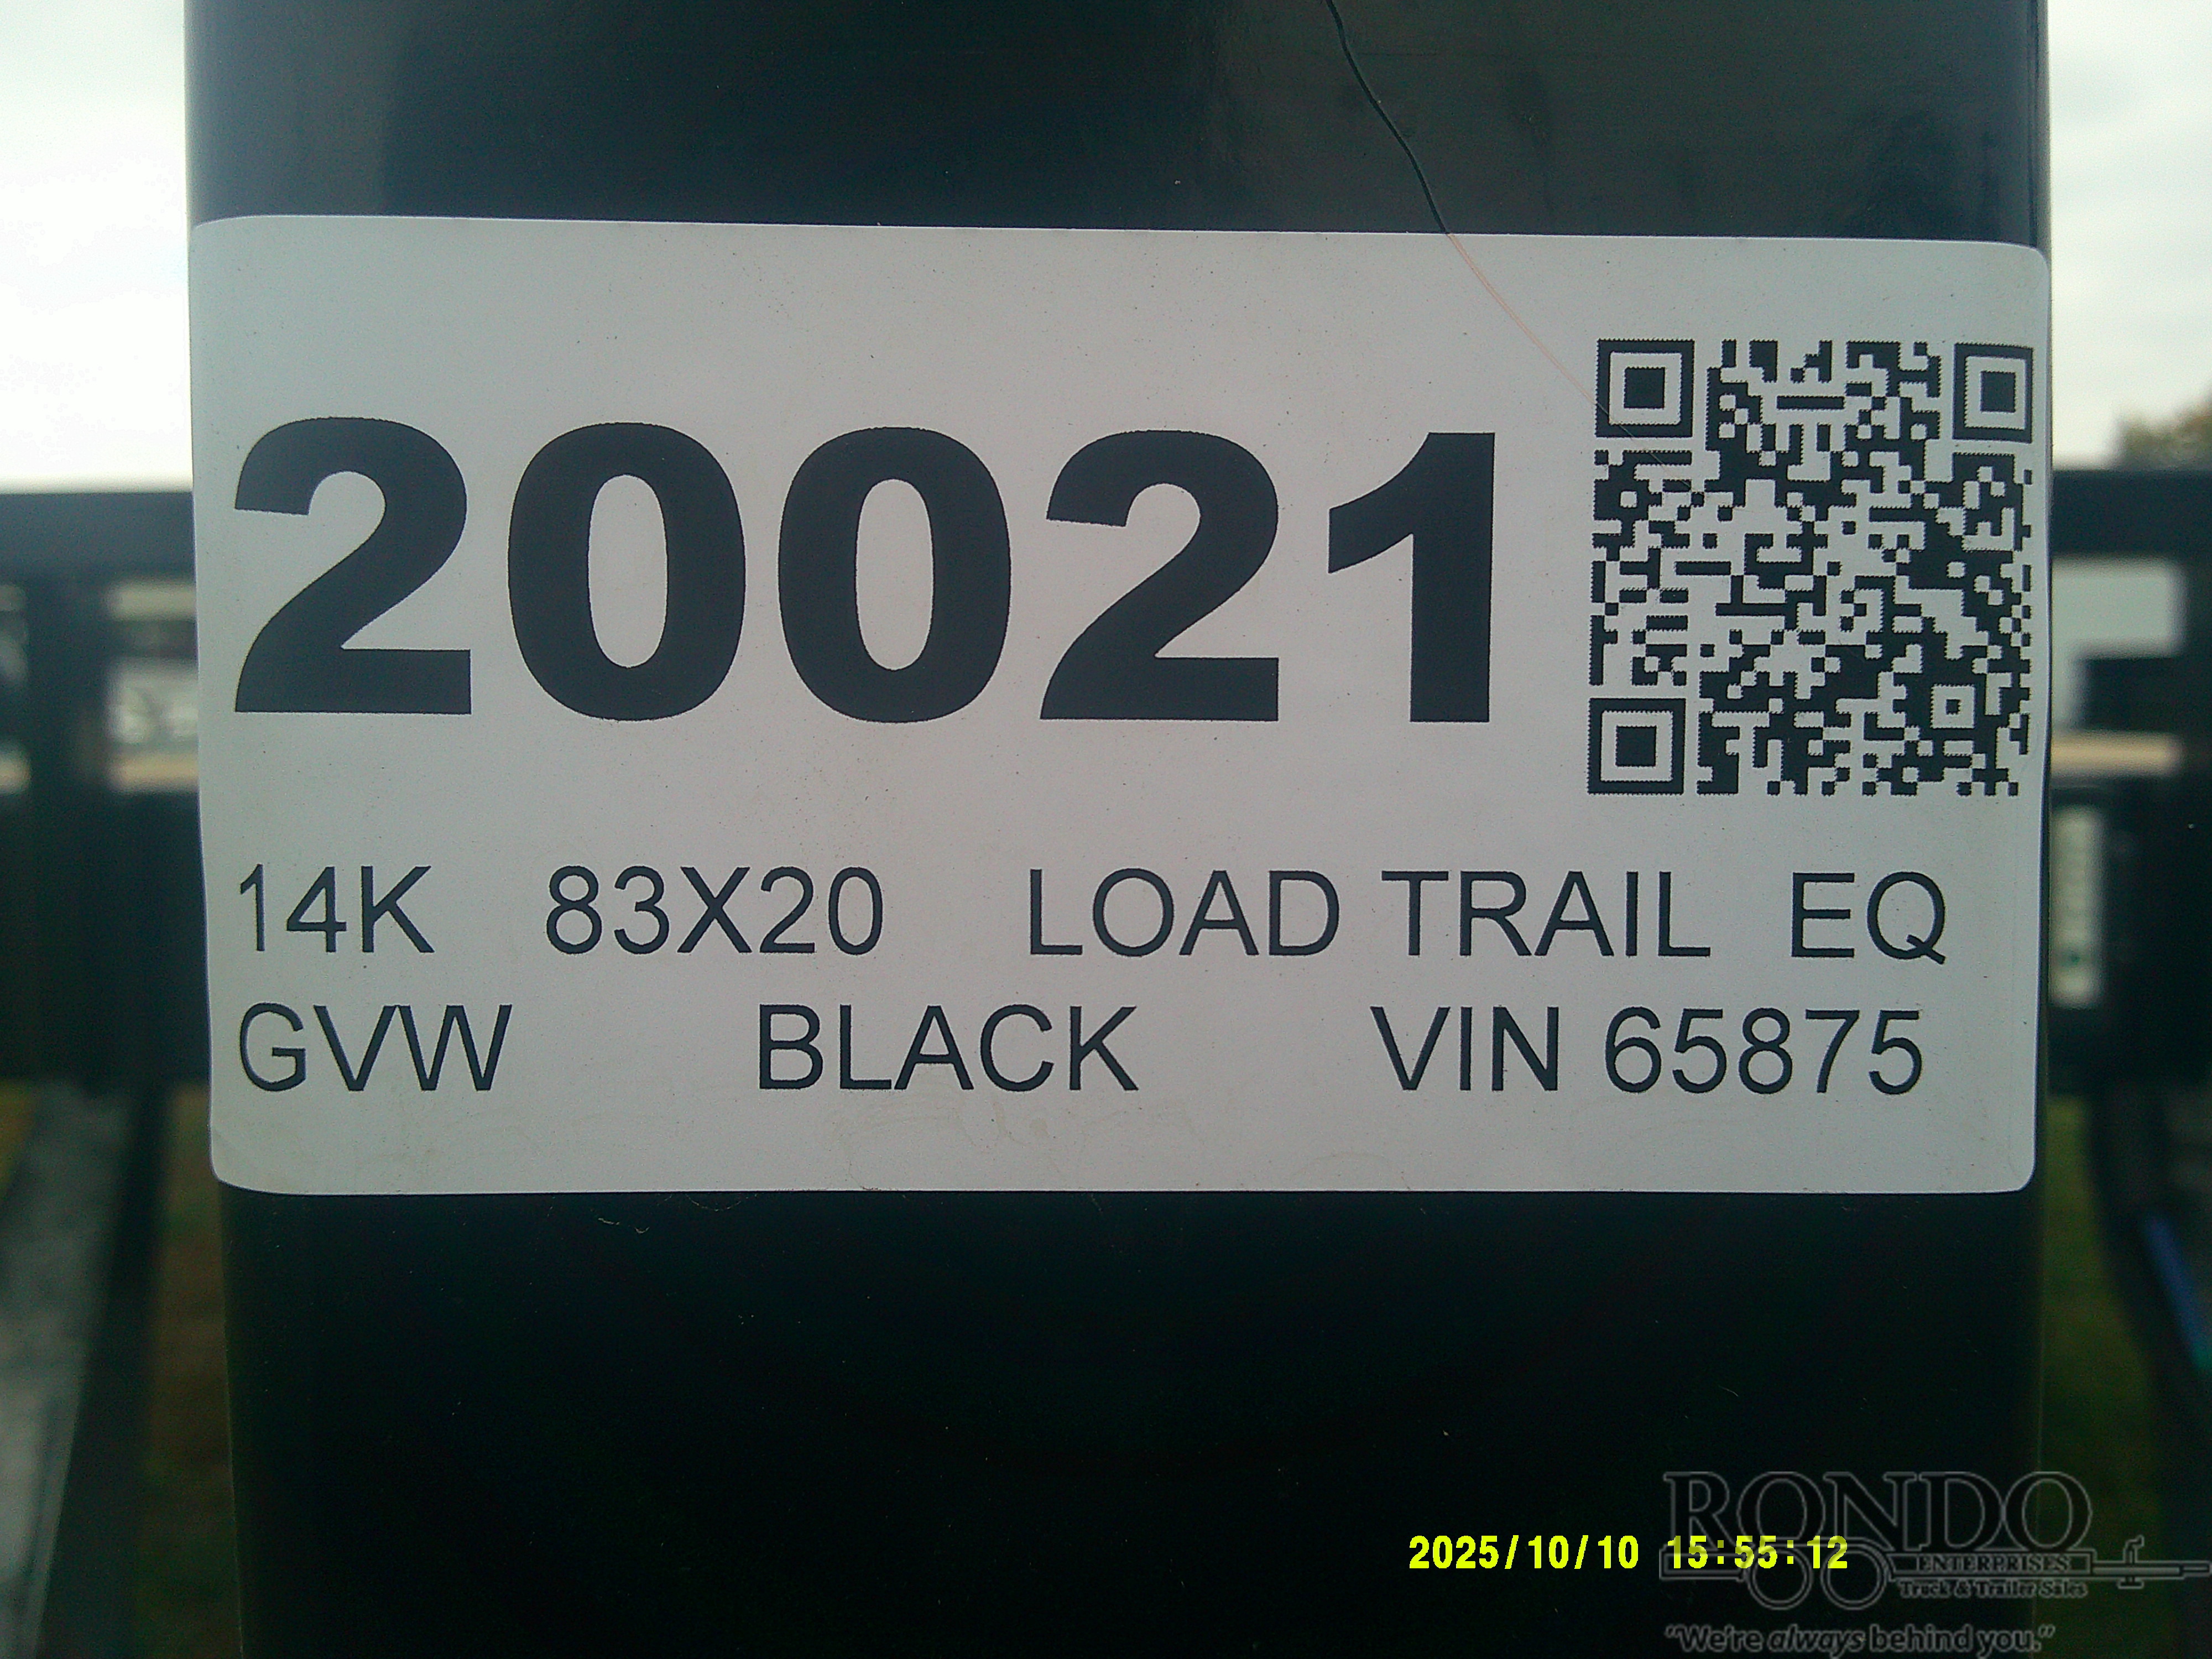 20021
14K 83X20 LOAD TRAIL EQ
GVW BLACK VIN 65875
2025/10/10 15:55:12
RONDO
ENTERPRISES
Truck & Trailer Sales
"We're always behind you."